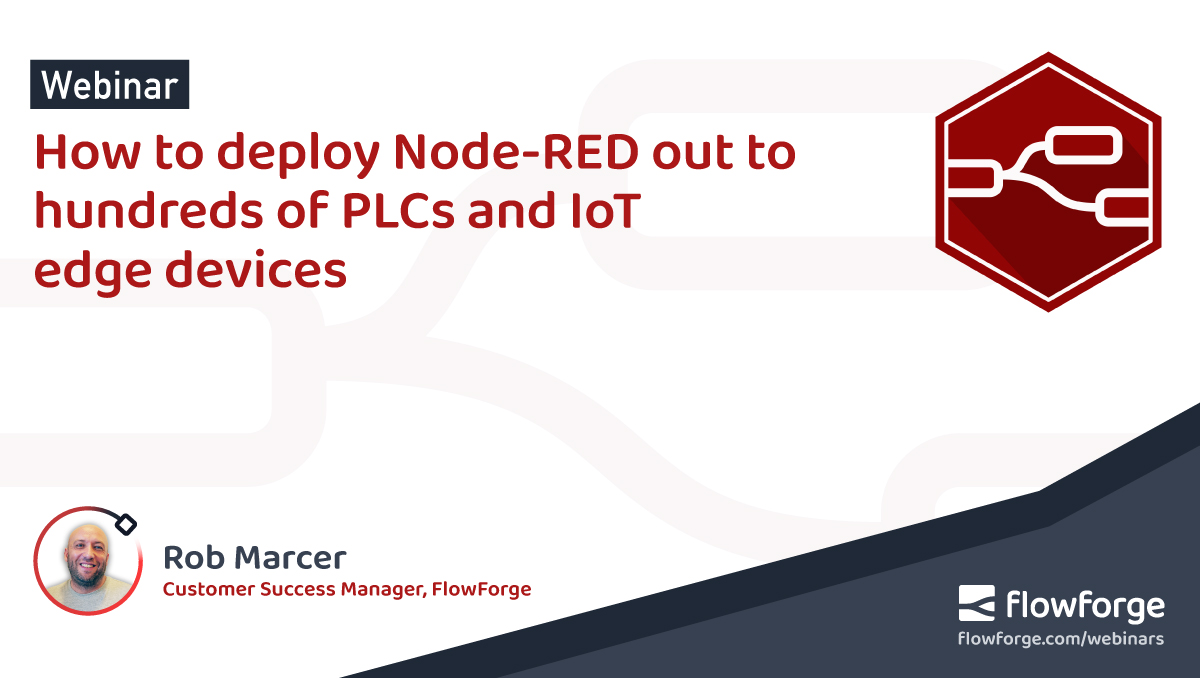 Webinar
How to deploy Node-RED out to
hundreds of PLCs and IoT
edge devices
Rob Marcer
Customer Success Manager, FlowForge
flowforge
flowforge.com/webinars